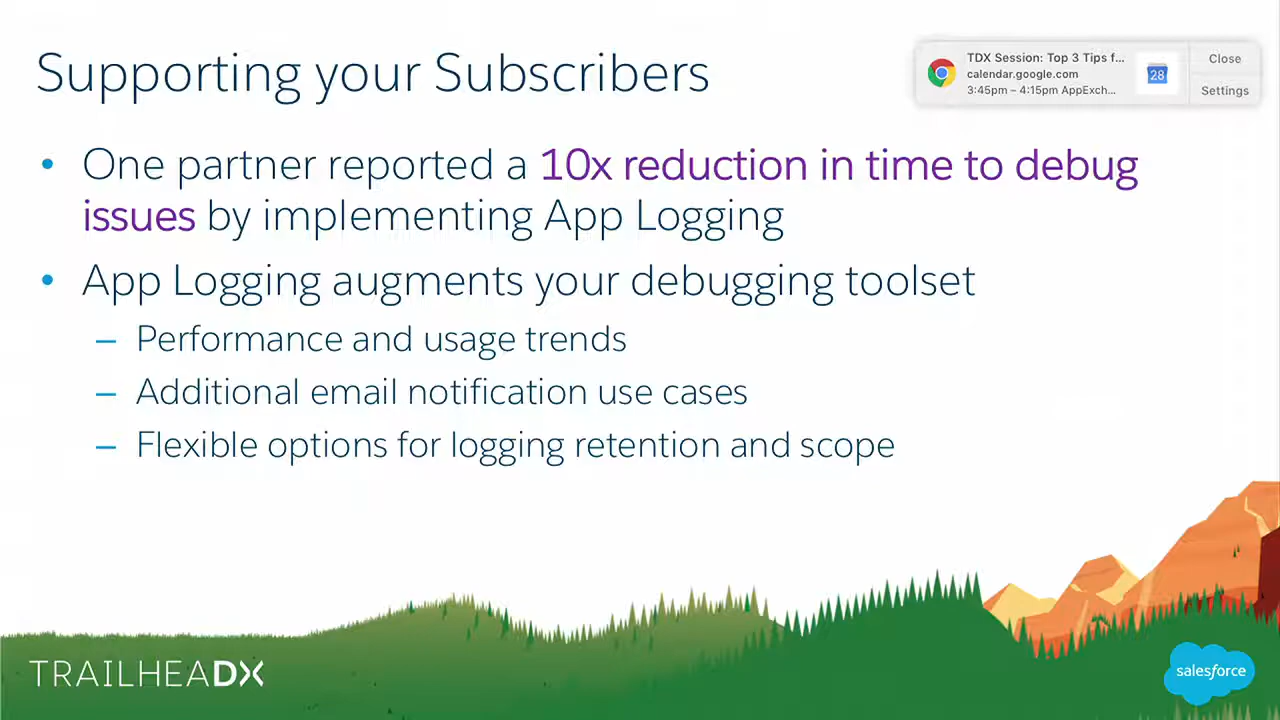 Supporting your Subscribers
TDX Session: Top 3 Tips f...
calendar.google.com
3:45pm – 4:15pm AppExch...
28
Close
Settings
• One partner reported a 10x reduction in time to debug
issues by implementing App Logging
• App Logging augments your debugging toolset
– Performance and usage trends
– Additional email notification use cases
– Flexible options for logging retention and scope
TRAILHEADX
salesforce